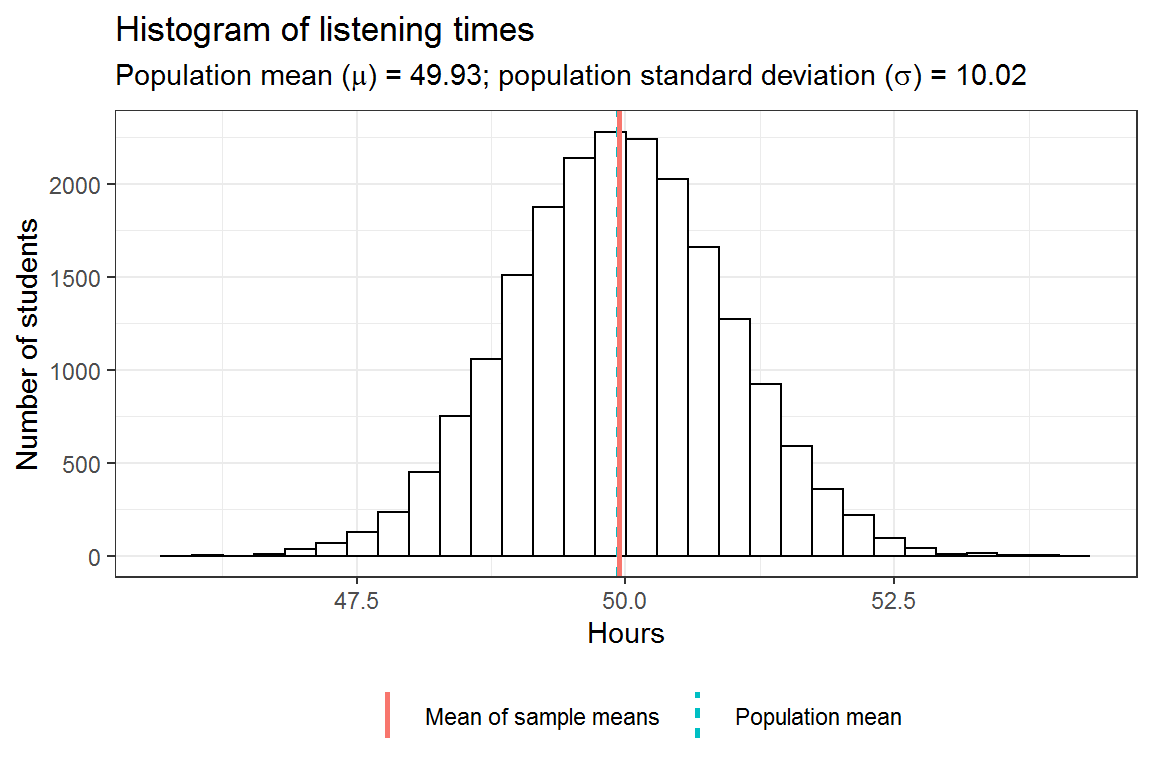 Histogram of listening times
Population mean (μ) = 49.93; population standard deviation (σ) = 10.02
Number of students
2000
1500
1000
500
0
47.5 50.0 52.5
Hours
Mean of sample means Population mean